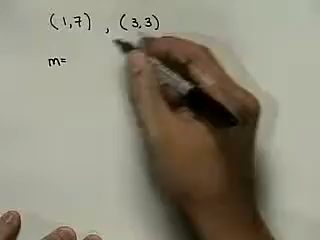 (1,7) , (3,3)
m=